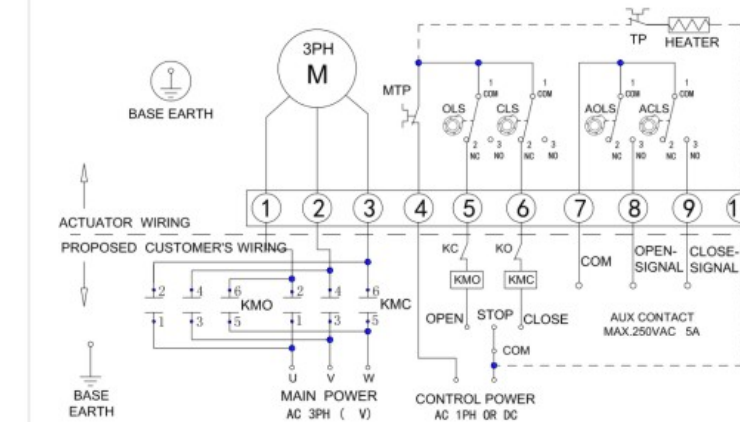 3PH
M
TP HEATER
MTP
BASE EARTH
1 COM 1 COM 1 COM 1 COM
OLS CLS AOLS ACLS
2 NC 3 NO 2 NC 3 NO 2 NC 3 NO 2 NC 3 NO
1 2 3 4 5 6 7 8 9 1
ACTUATOR WIRING
PROPOSED CUSTOMER'S WIRING
KC KO COM OPEN-SIGNAL CLOSE-SIGNAL
2 4 6 KMO 2 4 6 KMC
1 3 5 1 3 5
KMO KMC
OPEN STOP CLOSE
COM
AUX CONTACT
MAX.250VAC 5A
U V W
BASE EARTH
MAIN POWER
AC 3PH ( V)
CONTROL POWER
AC 1PH OR DC